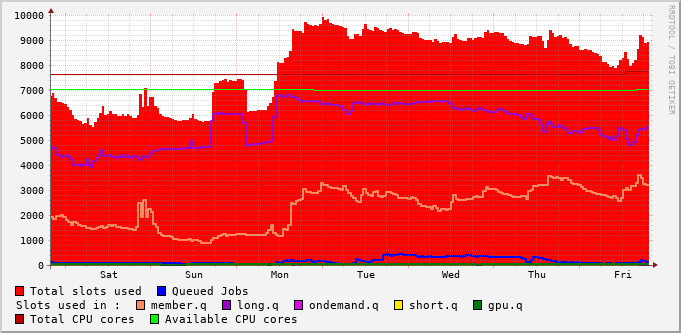 10000
9000
8000
7000
6000
5000
4000
3000
2000
1000
0
Sat Sun Mon Tue Wed Thu Fri
RRDTOOL / TOBI OETIKER
Total slots used Queued Jobs
Slots used in : member.q long.q ondemand.q short.q gpu.q
Total CPU cores Available CPU cores